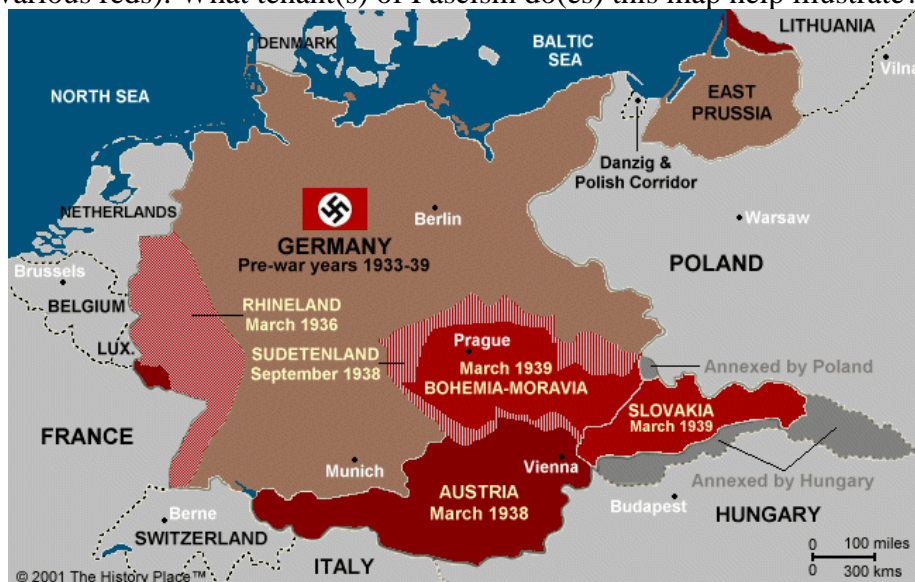 various reds). What tenant(s) of Fascism do(es) this map help illustrate?
LITHUANIA
DENMARK
BALTIC
SEA
Vilna
NORTH SEA
EAST
PRUSSIA
Danzig &
Polish Corridor
NETHERLANDS
Berlin
Warsaw
GERMANY
Pre-war years 1933-39
POLAND
Brussels
BELGIUM
RHINELAND
March 1936
LUX.
SUDETENLAND
September 1938
Prague
March 1939
BOHEMIA-MORAVIA
Annexed by Poland
SLOVAKIA
March 1939
FRANCE
Munich
Vienna
Annexed by Hungary
AUSTRIA
March 1938
Budapest
HUNGARY
Berne
SWITZERLAND
ITALY
0 100 miles
0 300 kms
© 2001 The History Place™